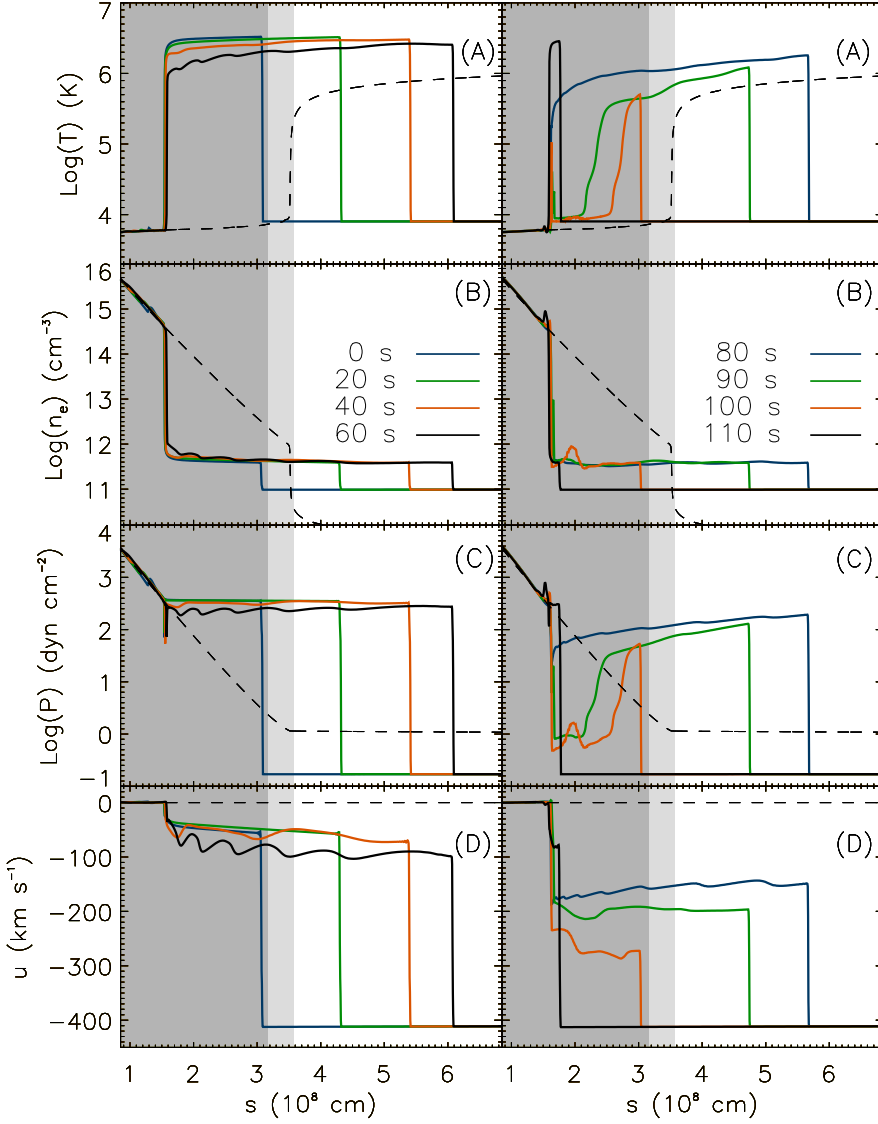 7
6
5
4
Log(T) (K)
(A)
(A)
16
15
14
13
12
11
Log(nₑ) (cm⁻³)
(B)
(B)
0 s
20 s
40 s
60 s
80 s
90 s
100 s
110 s
4
3
2
1
0
−1
Log(P) (dyn cm⁻²)
(C)
(C)
0
−100
−200
−300
−400
u (km s⁻¹)
(D)
(D)
1 2 3 4 5 6
1 2 3 4 5 6
s (10⁸ cm)
s (10⁸ cm)